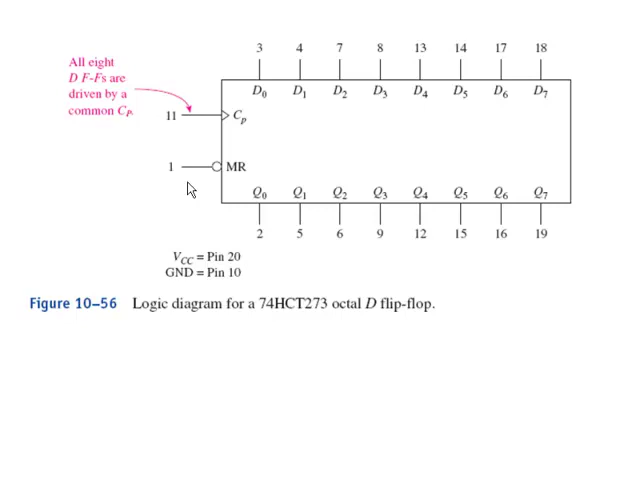 All eight
D F-Fs are
driven by a
common Cp.
3 4 7 8 13 14 17 18
D0 D1 D2 D3 D4 D5 D6 D7
11 Cp
1 MR
Q0 Q1 Q2 Q3 Q4 Q5 Q6 Q7
2 5 6 9 12 15 16 19
VCC = Pin 20
GND = Pin 10
Figure 10–56 Logic diagram for a 74HCT273 octal D flip-flop.